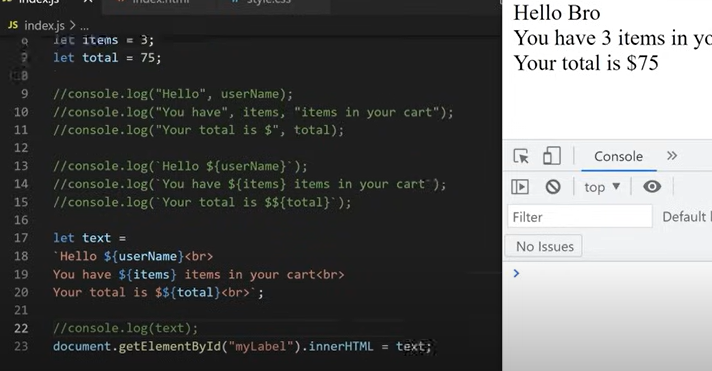 index.js
index.html
style.css
JS index.js > ...
6 let items = 3;
7 let total = 75;
8
9 //console.log("Hello", userName);
10 //console.log("You have", items, "items in your cart");
11 //console.log("Your total is $", total);
12
13 //console.log(`Hello ${userName}`);
14 //console.log(`You have ${items} items in your cart`);
15 //console.log(`Your total is $${total}`);
16
17 let text =
18 `Hello ${userName}<br>
19 You have ${items} items in your cart<br>
20 Your total is $${total}<br>`;
21
22 //console.log(text);
23 document.getElementById("myLabel").innerHTML = text;
Hello Bro
You have 3 items in yo
Your total is $75
Console »
top ▼
Filter
Default l
No Issues
>